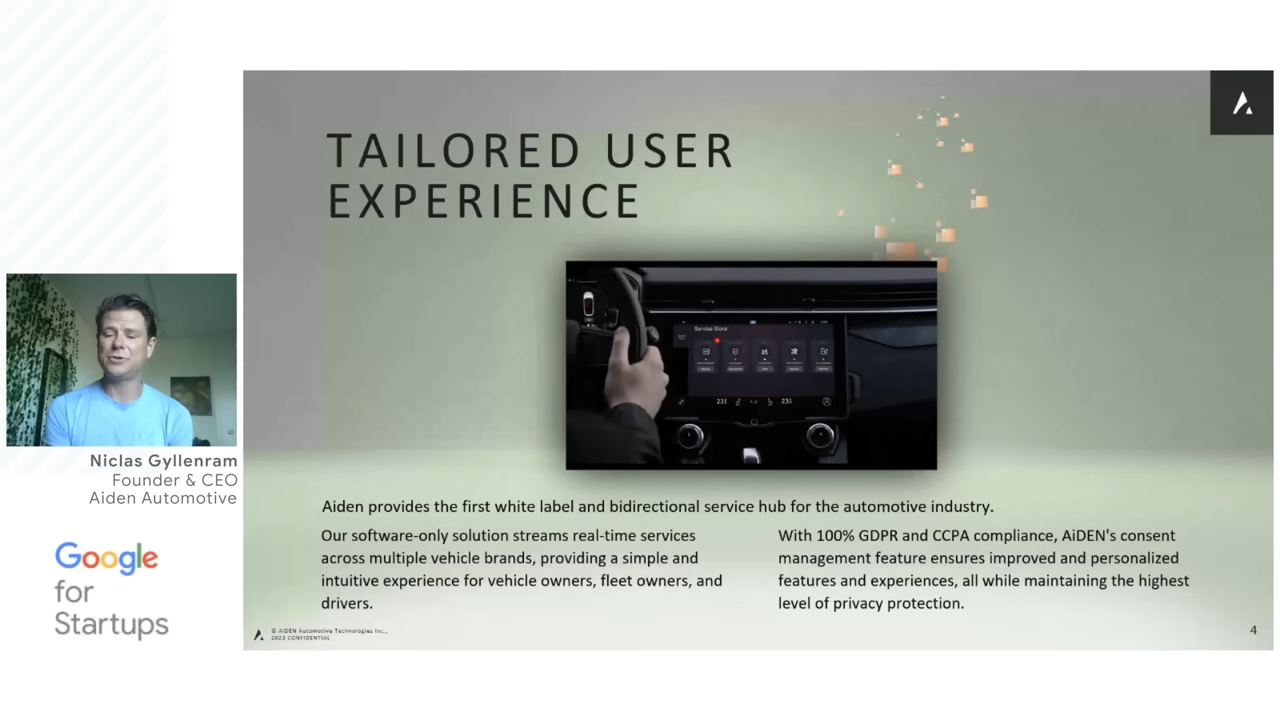 TAILORED USER
EXPERIENCE
Service Store
231
231
Aiden provides the first white label and bidirectional service hub for the automotive industry.
Our software-only solution streams real-time services
across multiple vehicle brands, providing a simple and
intuitive experience for vehicle owners, fleet owners, and
drivers.
With 100% GDPR and CCPA compliance, AiDEN's consent
management feature ensures improved and personalized
features and experiences, all while maintaining the highest
level of privacy protection.
© AIDEN Automotive Technologies Inc.,
2023 CONFIDENTIAL
4
Niclas Gyllenram
Founder & CEO
Aiden Automotive
Google
for
Startups